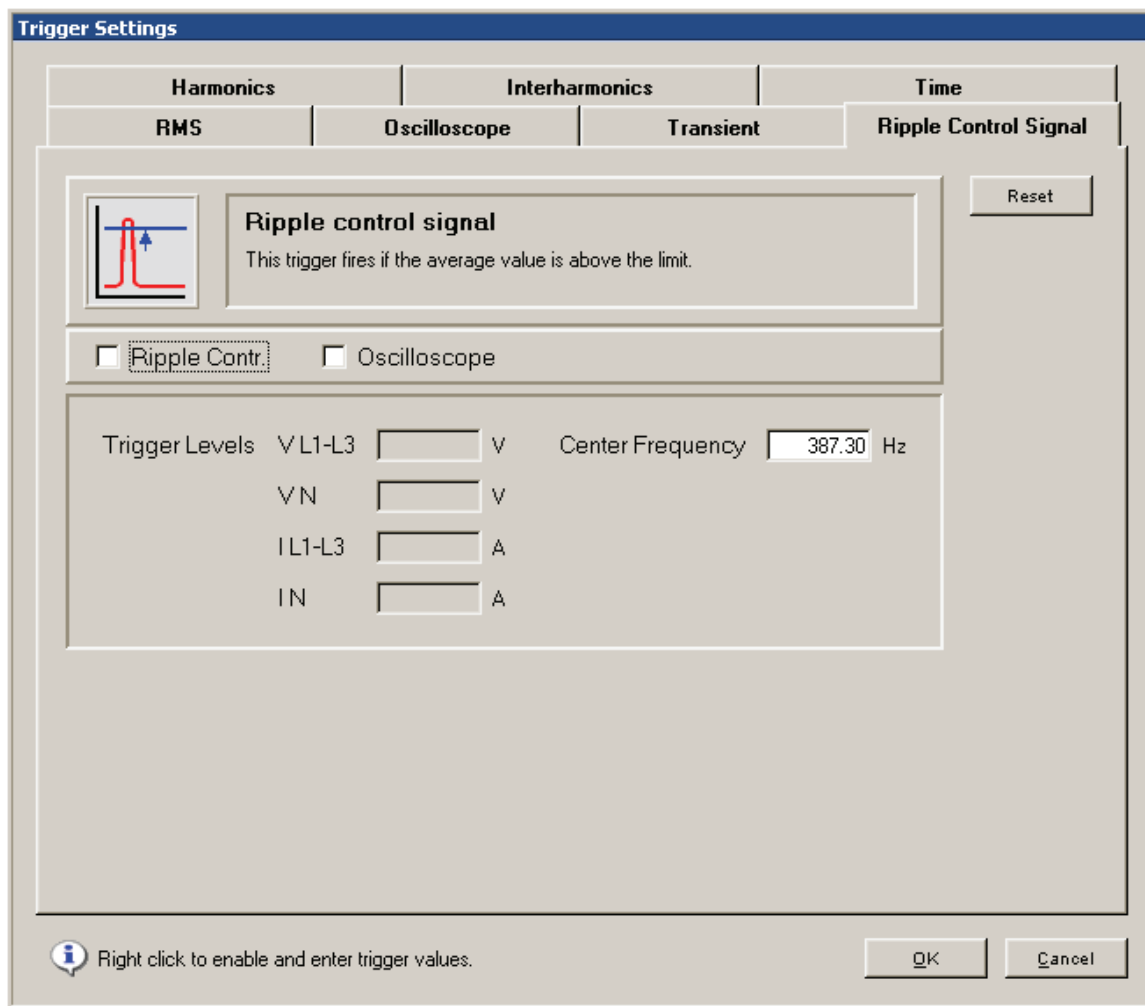 Trigger Settings
Harmonics Interharmonics Time
RMS Oscilloscope Transient Ripple Control Signal
Reset
Ripple control signal
This trigger fires if the average value is above the limit.
Ripple Contr. Oscilloscope
Trigger Levels V L1-L3 V Center Frequency 387.30 Hz
V N V
I L1-L3 A
I N A
Right click to enable and enter trigger values.
OK Cancel